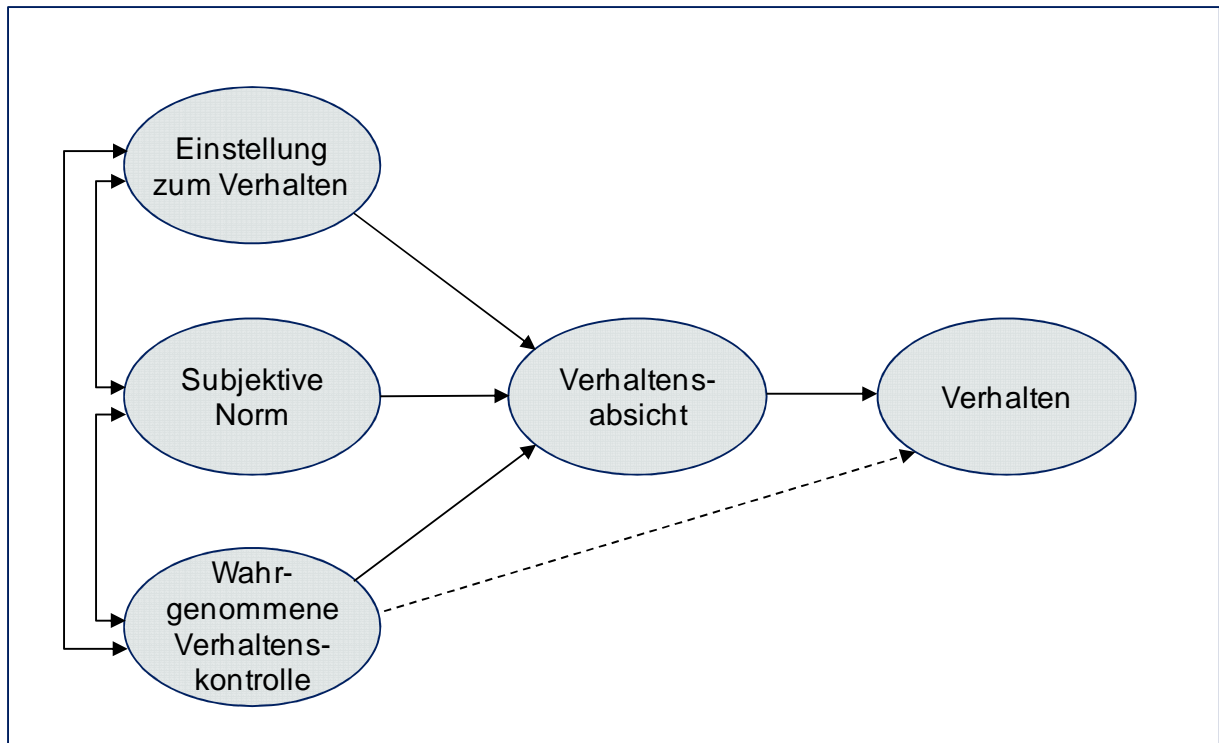 Einstellung
zum Verhalten
Subjektive
Norm
Verhaltens-
absicht
Verhalten
Wahr-
genommene
Verhaltens-
kontrolle